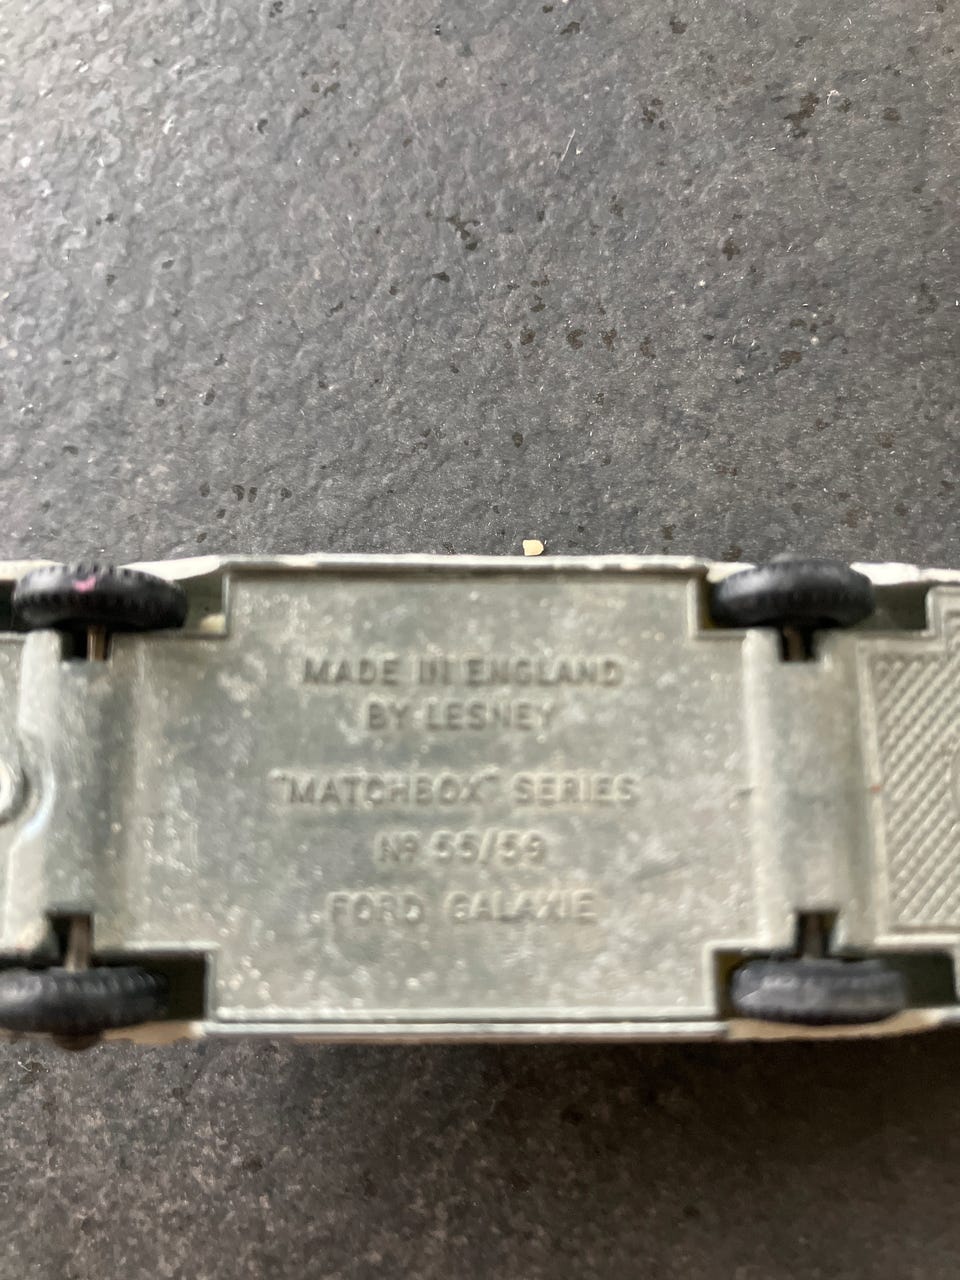 MADE IN ENGLAND
BY LESNEY
"MATCHBOX" SERIES
Nº 55/59
FORD GALAXIE